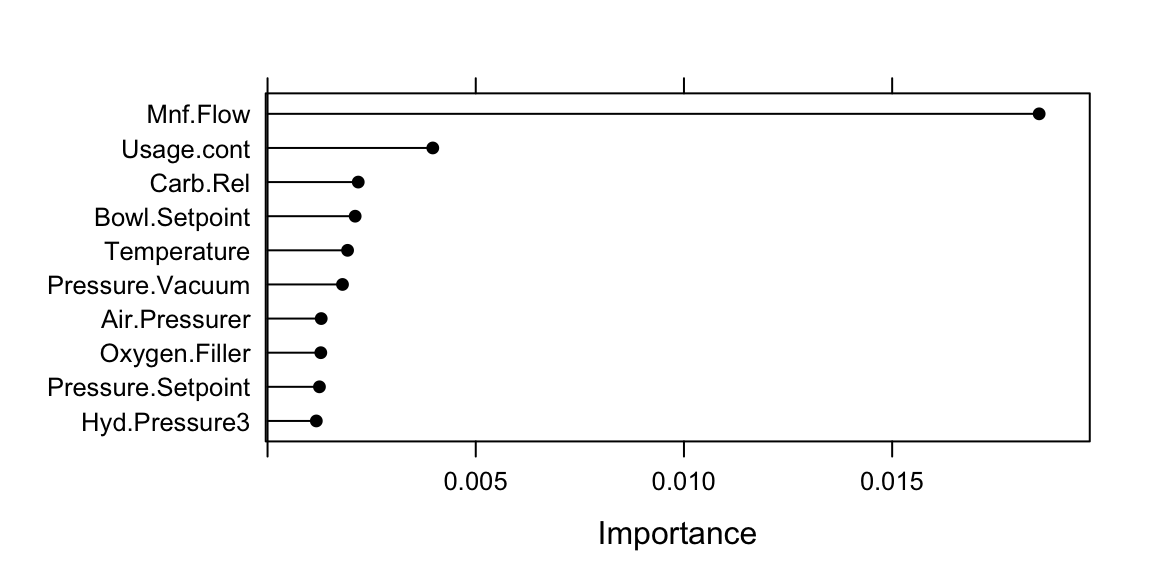 Mnf.Flow
Usage.cont
Carb.Rel
Bowl.Setpoint
Temperature
Pressure.Vacuum
Air.Pressurer
Oxygen.Filler
Pressure.Setpoint
Hyd.Pressure3
0.005 0.010 0.015
Importance